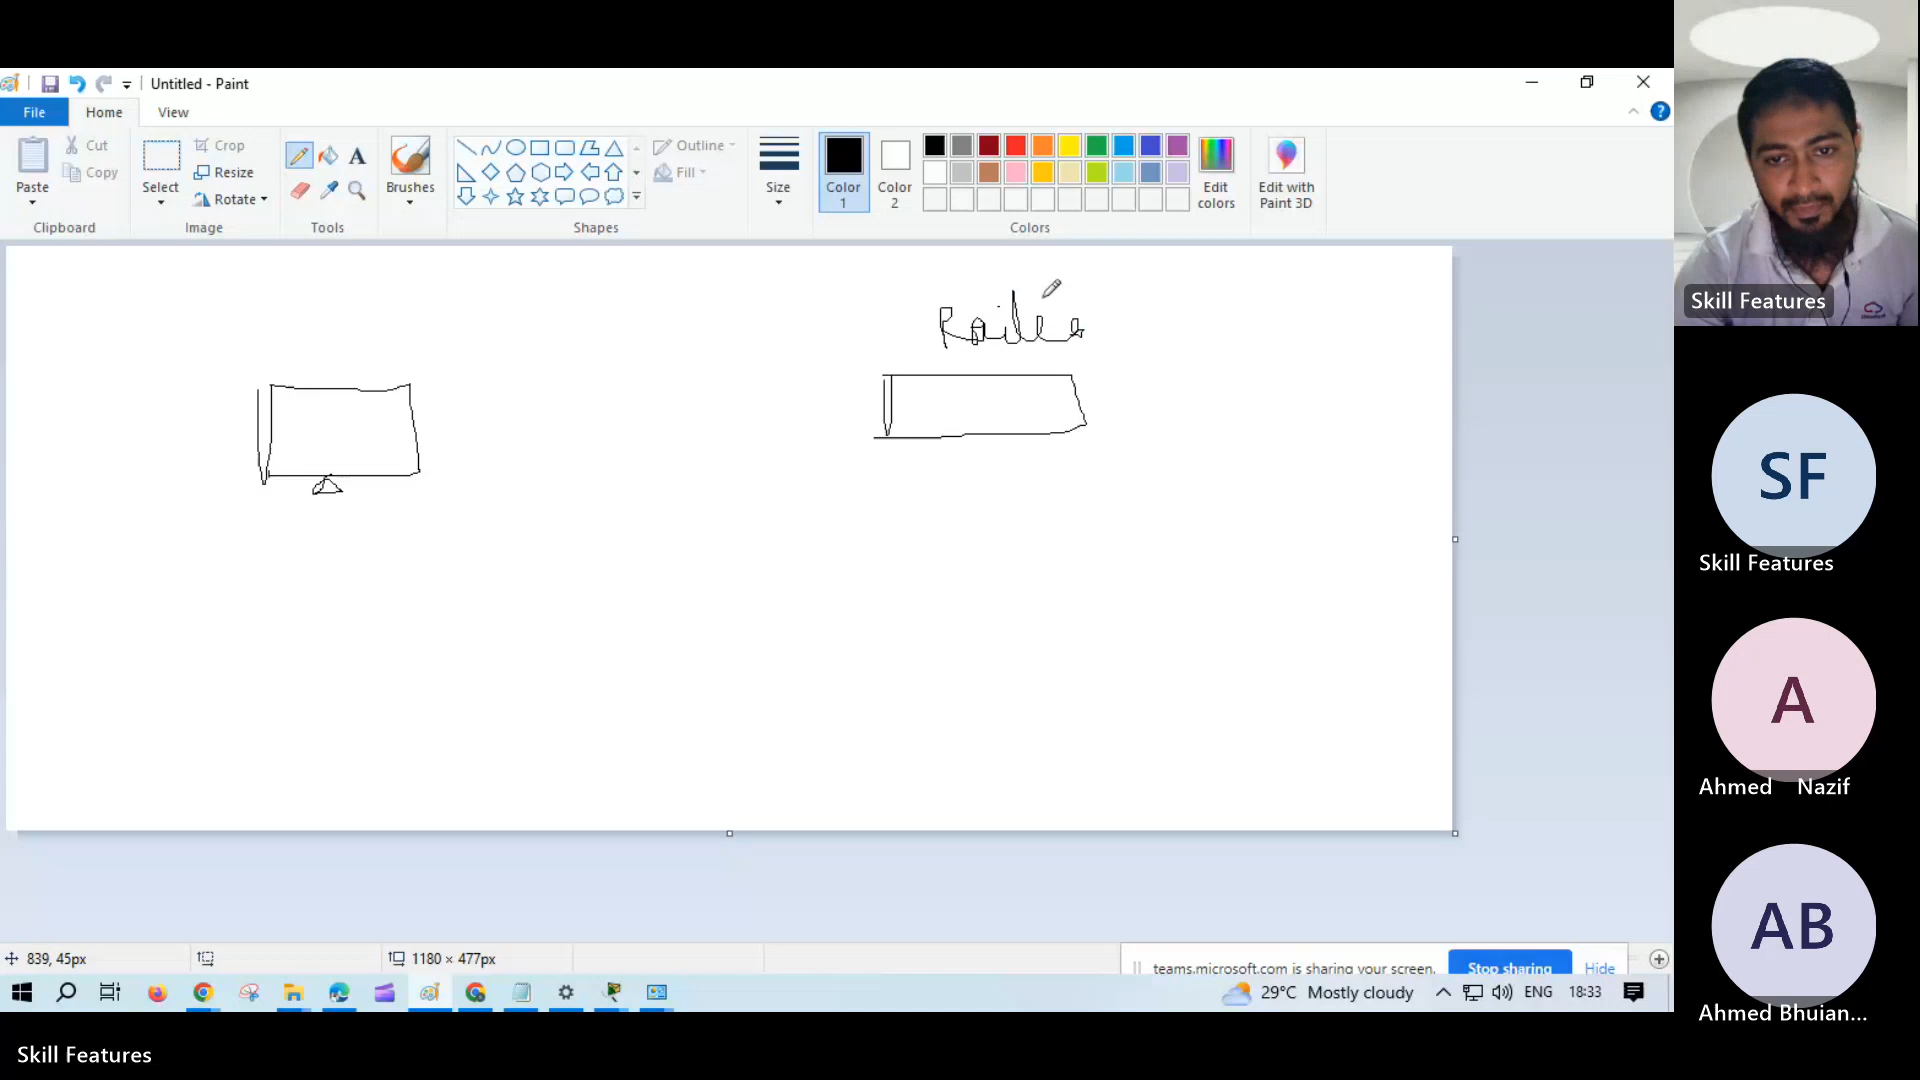 Untitled - Paint
File Home View
Cut
Copy
Paste
Clipboard
Crop
Resize
Rotate
Select
Image
Tools
Brushes
Shapes
Outline
Fill
Size
Color 1
Color 2
Edit colors
Edit with Paint 3D
Colors
839, 45px
1180 × 477px
teams.microsoft.com is sharing your screen.
Stop sharing
Hide
29°C Mostly cloudy
ENG
18:33
Skill Features
Skill Features
SF
Skill Features
A
Ahmed Nazif
AB
Ahmed Bhuian...